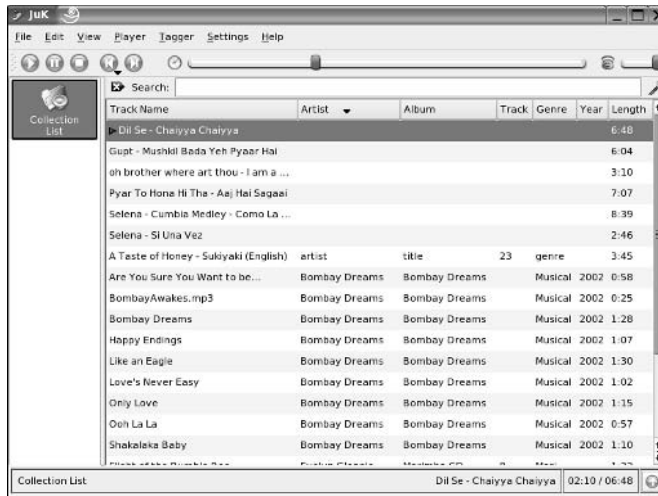 JuK
File Edit View Player Tagger Settings Help
Search:
Collection List
Track Name Artist Album Track Genre Year Length
Dil Se - Chaiyya Chaiyya 6:48
Gupt - Mushkil Bada Yeh Pyaar Hai 6:04
oh brother where art thou - I am a ... 3:10
Pyar To Hona Hi Tha - Aaj Hai Sagaai 7:07
Selena - Cumbia Medley - Como La ... 8:39
Selena - Si Una Vez 2:46
A Taste of Honey - Sukiyaki (English) artist title 23 genre 3:45
Are You Sure You Want to be... Bombay Dreams Bombay Dreams Musical 2002 0:58
BombayAwakes.mp3 Bombay Dreams Bombay Dreams Musical 2002 0:25
Bombay Dreams Bombay Dreams Bombay Dreams Musical 2002 1:28
Happy Endings Bombay Dreams Bombay Dreams Musical 2002 1:07
Like an Eagle Bombay Dreams Bombay Dreams Musical 2002 1:30
Love's Never Easy Bombay Dreams Bombay Dreams Musical 2002 1:02
Only Love Bombay Dreams Bombay Dreams Musical 2002 1:15
Ooh La La Bombay Dreams Bombay Dreams Musical 2002 0:57
Shakalaka Baby Bombay Dreams Bombay Dreams Musical 2002 1:10
Collection List Dil Se - Chaiyya Chaiyya 02:10 / 06:48